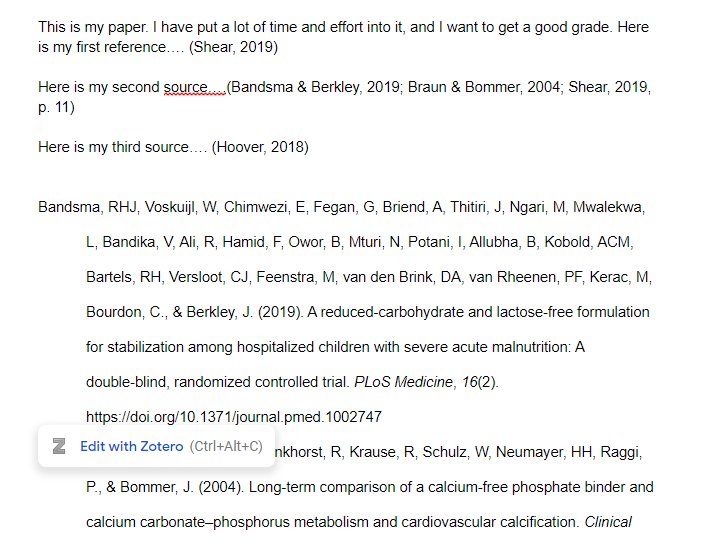 This is my paper. I have put a lot of time and effort into it, and I want to get a good grade. Here
is my first reference…. (Shear, 2019)
Here is my second source….(Bandsma & Berkley, 2019; Braun & Bommer, 2004; Shear, 2019,
p. 11)
Here is my third source…. (Hoover, 2018)
Bandsma, RHJ, Voskuijl, W, Chimwezi, E, Fegan, G, Briend, A, Thitiri, J, Ngari, M, Mwalekwa,
L, Bandika, V, Ali, R, Hamid, F, Owor, B, Mturi, N, Potani, I, Allubha, B, Kobold, ACM,
Bartels, RH, Versloot, CJ, Feenstra, M, van den Brink, DA, van Rheenen, PF, Kerac, M,
Bourdon, C., & Berkley, J. (2019). A reduced-carbohydrate and lactose-free formulation
for stabilization among hospitalized children with severe acute malnutrition: A
double-blind, randomized controlled trial. PLoS Medicine, 16(2).
https://doi.org/10.1371/journal.pmed.1002747
Z Edit with Zotero (Ctrl+Alt+C) nkhorst, R, Krause, R, Schulz, W, Neumayer, HH, Raggi,
P., & Bommer, J. (2004). Long-term comparison of a calcium-free phosphate binder and
calcium carbonate–phosphorus metabolism and cardiovascular calcification. Clinical